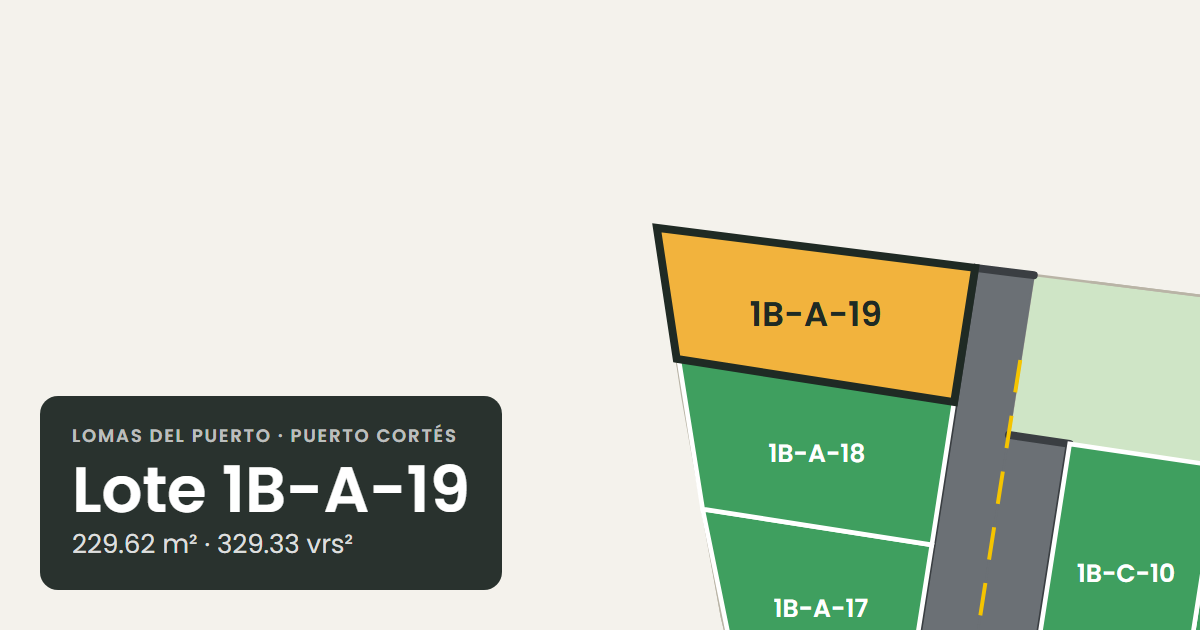 1B-A-19
1B-A-18
1B-C-10
1B-A-17
LOMAS DEL PUERTO · PUERTO CORTÉS
Lote 1B-A-19
229.62 m² · 329.33 vrs²